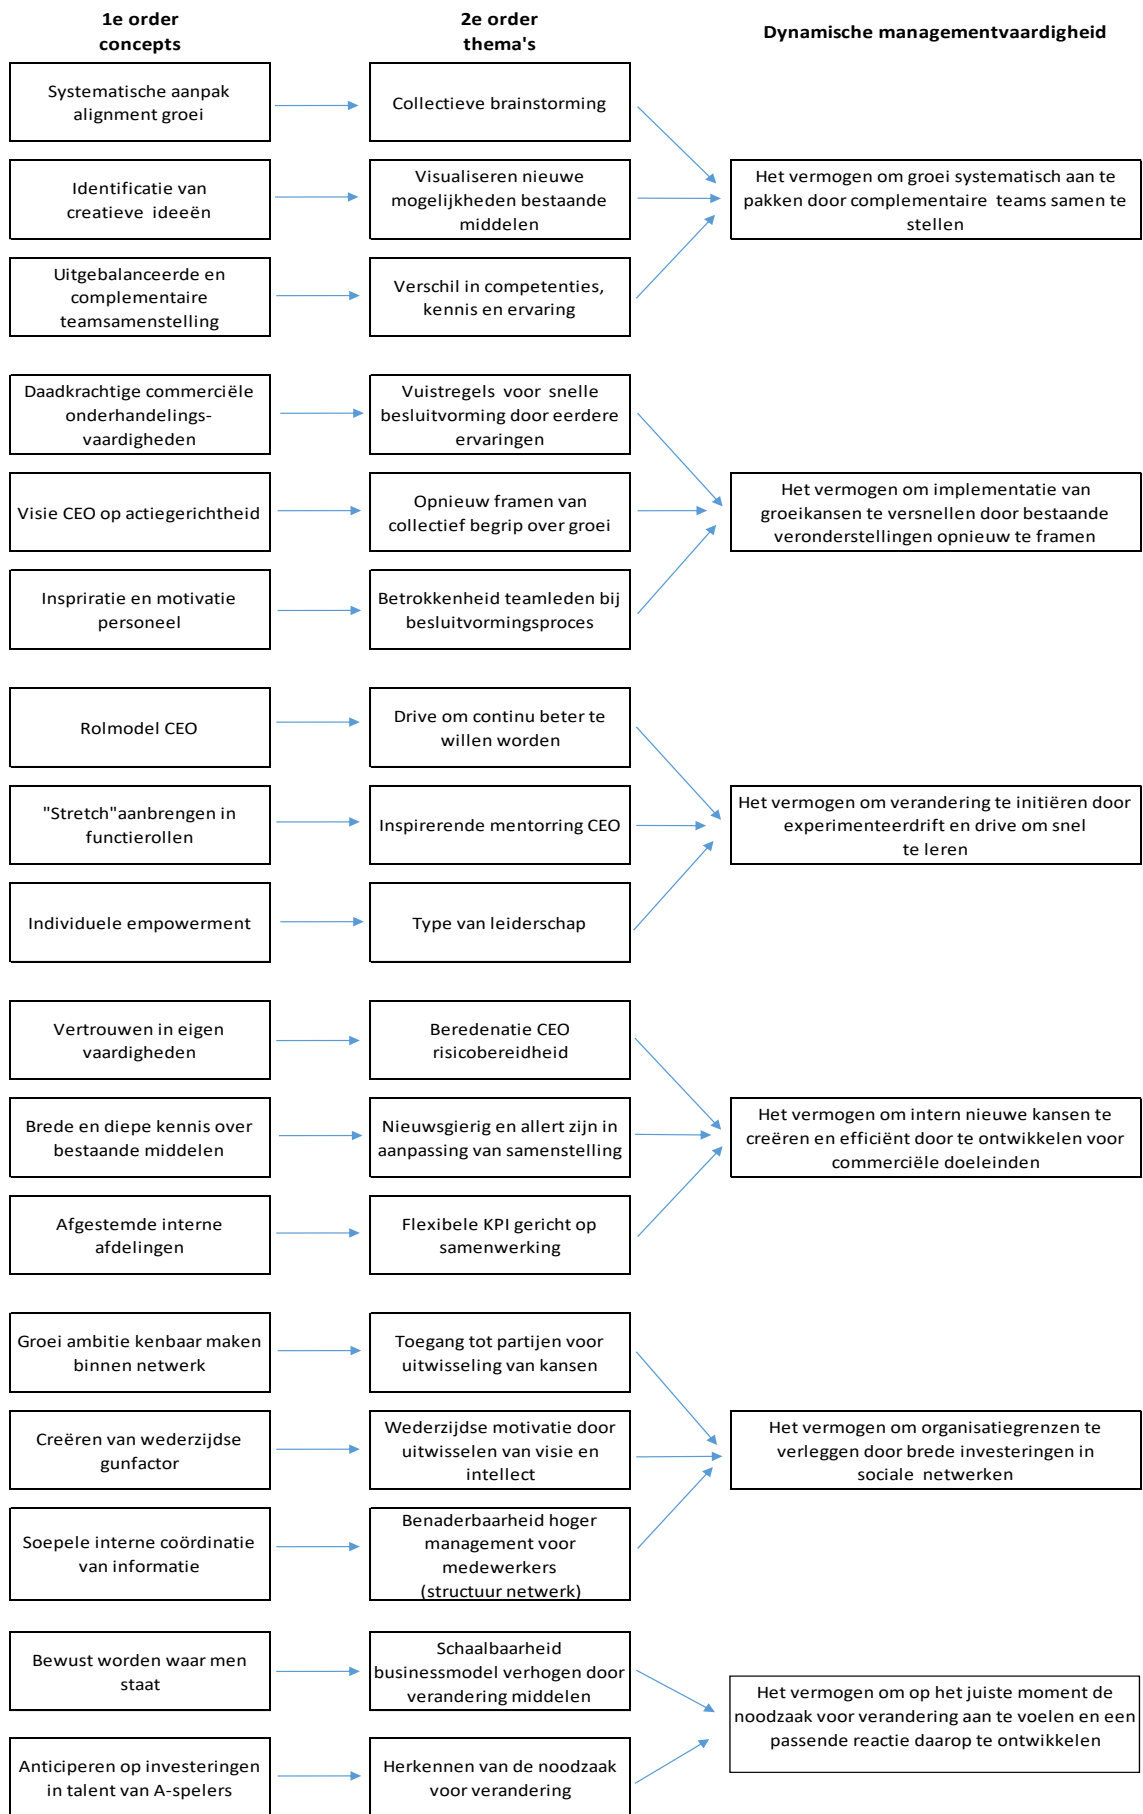 1e order
concepts
2e order
thema's
Dynamische managementvaardigheid
Systematische aanpak
alignment groei
Collectieve brainstorming
Identificatie van
creatieve ideeën
Visualiseren nieuwe
mogelijkheden bestaande
middelen
Het vermogen om groei systematisch aan te
pakken door complementaire teams samen te
stellen
Uitgebalanceerde en
complementaire
teamsamenstelling
Verschil in competenties,
kennis en ervaring
Daadkrachtige commerciële
onderhandelings-
vaardigheden
Vuistregels voor snelle
besluitvorming door eerdere
ervaringen
Visie CEO op actiegerichtheid
Opnieuw framen van
collectief begrip over groei
Het vermogen om implementatie van
groeikansen te versnellen door bestaande
veronderstellingen opnieuw te framen
Inspriratie en motivatie
personeel
Betrokkenheid teamleden bij
besluitvormingsproces
Rolmodel CEO
Drive om continu beter te
willen worden
"Stretch"aanbrengen in
functierollen
Inspirerende mentorring CEO
Het vermogen om verandering te initiëren door
experimenteerdrift en drive om snel
te leren
Individuele empowerment
Type van leiderschap
Vertrouwen in eigen
vaardigheden
Beredenatie CEO
risicobereidheid
Brede en diepe kennis over
bestaande middelen
Nieuwsgierig en allert zijn in
aanpassing van samenstelling
Het vermogen om intern nieuwe kansen te
creëren en efficiënt door te ontwikkelen voor
commerciële doeleinden
Afgestemde interne
afdelingen
Flexibele KPI gericht op
samenwerking
Groei ambitie kenbaar maken
binnen netwerk
Toegang tot partijen voor
uitwisseling van kansen
Creëren van wederzijdse
gunfactor
Wederzijdse motivatie door
uitwisselen van visie en
intellect
Het vermogen om organisatiegrenzen te
verleggen door brede investeringen in
sociale netwerken
Soepele interne coördinatie
van informatie
Benaderbaarheid hoger
management voor
medewerkers
(structuur netwerk)
Bewust worden waar men
staat
Schaalbaarheid
businessmodel verhogen door
verandering middelen
Het vermogen om op het juiste moment de
noodzaak voor verandering aan te voelen en een
passende reactie daarop te ontwikkelen
Anticiperen op investeringen
in talent van A-spelers
Herkennen van de noodzaak
voor verandering